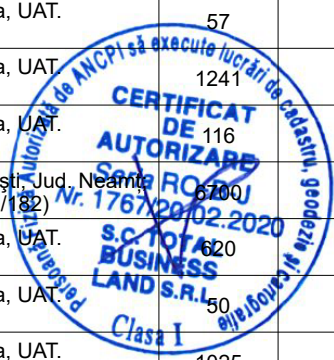 a, UAT.
57
a, UAT.
1241
a, UAT.
116
ști, Jud. Neamț
/182)
6700
a, UAT.
620
a, UAT.
50
a, UAT.
1025
Persoană Autorizată de ANCPI să execute lucrări de cadastru, geodezie și cartografie
CERTIFICAT
DE
AUTORIZARE
Seria RO
Nr. 1767/20.02.2020
S.C. TOTAL
BUSINESS
LAND S.R.L.
Clasa I